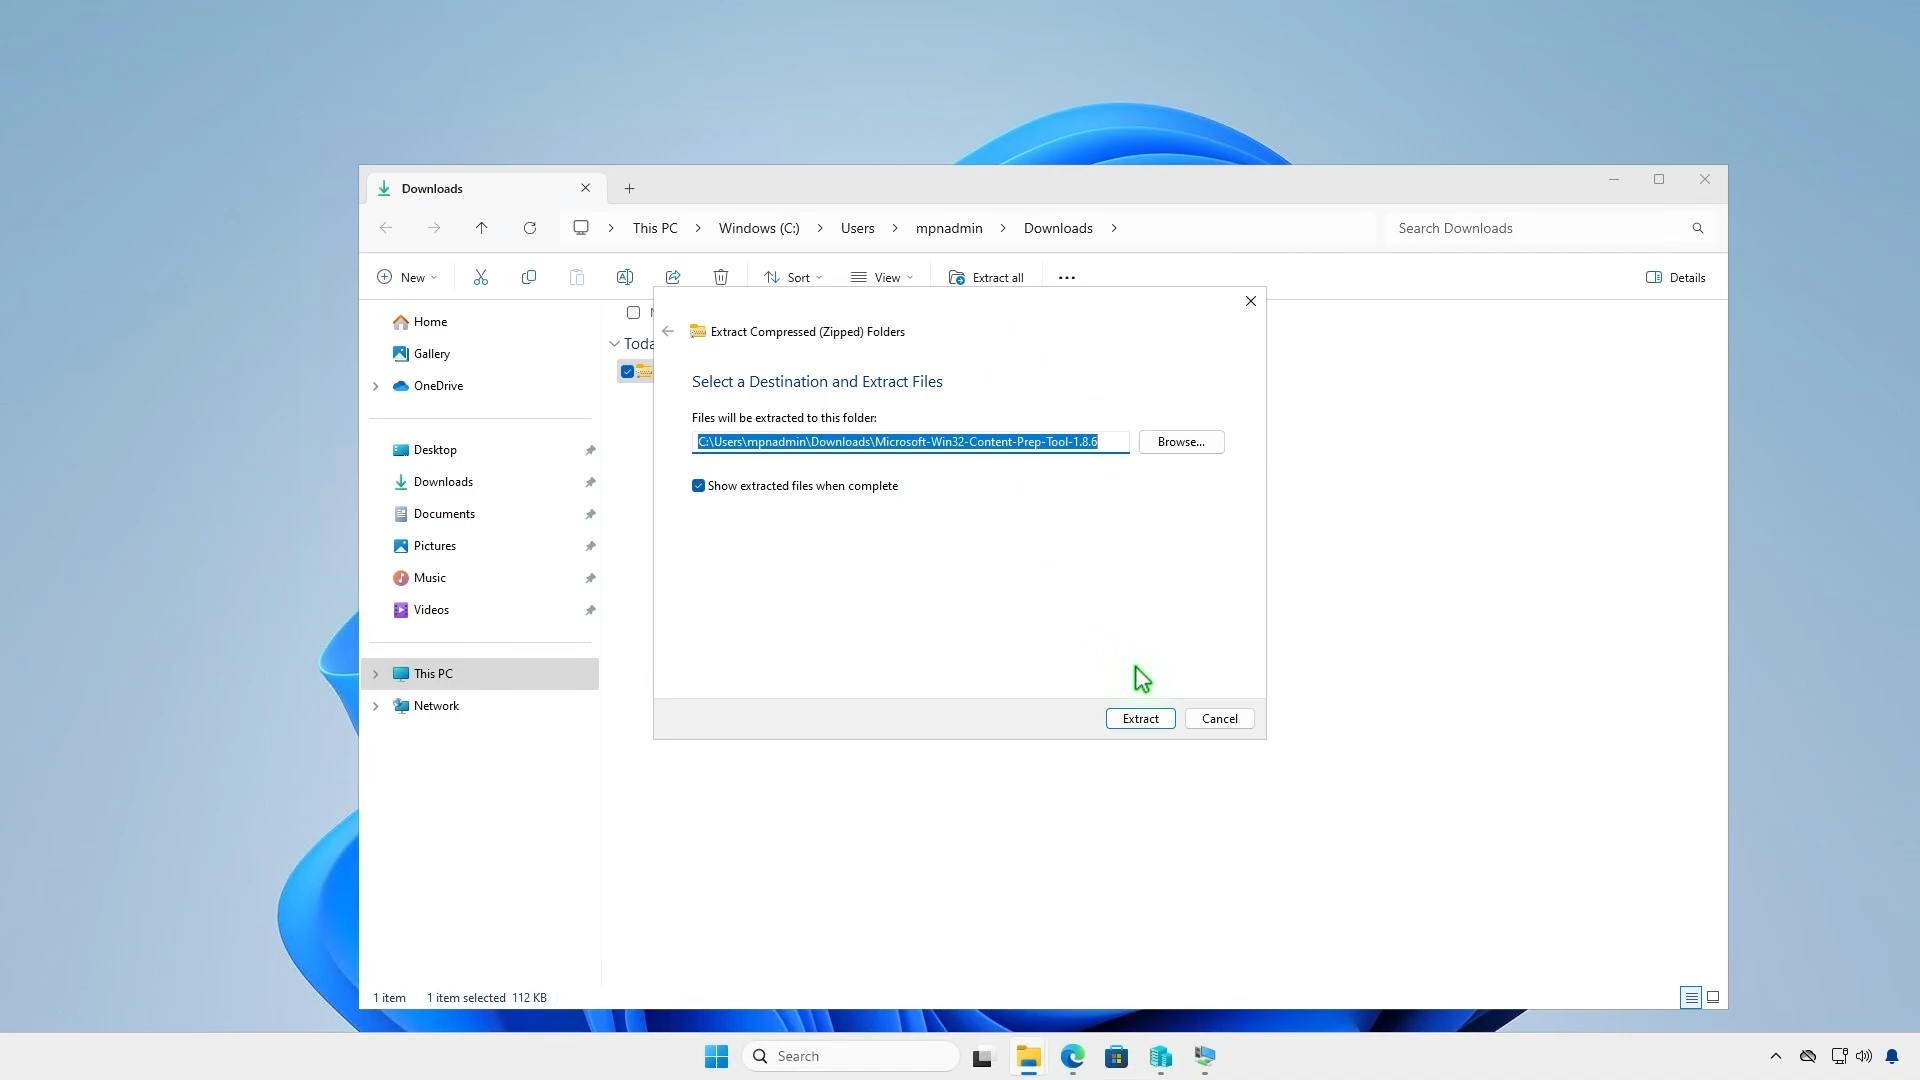 Downloads
This PC
Windows (C:)
Users
mpnadmin
Downloads
Search Downloads
New
Sort
View
Extract all
Details
Home
Gallery
OneDrive
Desktop
Downloads
Documents
Pictures
Music
Videos
This PC
Network
Extract Compressed (Zipped) Folders
Select a Destination and Extract Files
Files will be extracted to this folder:
C:\Users\mpnadmin\Downloads\Microsoft-Win32-Content-Prep-Tool-1.8.6
Browse...
Show extracted files when complete
Extract
Cancel
1 item
1 item selected 112 KB
Search